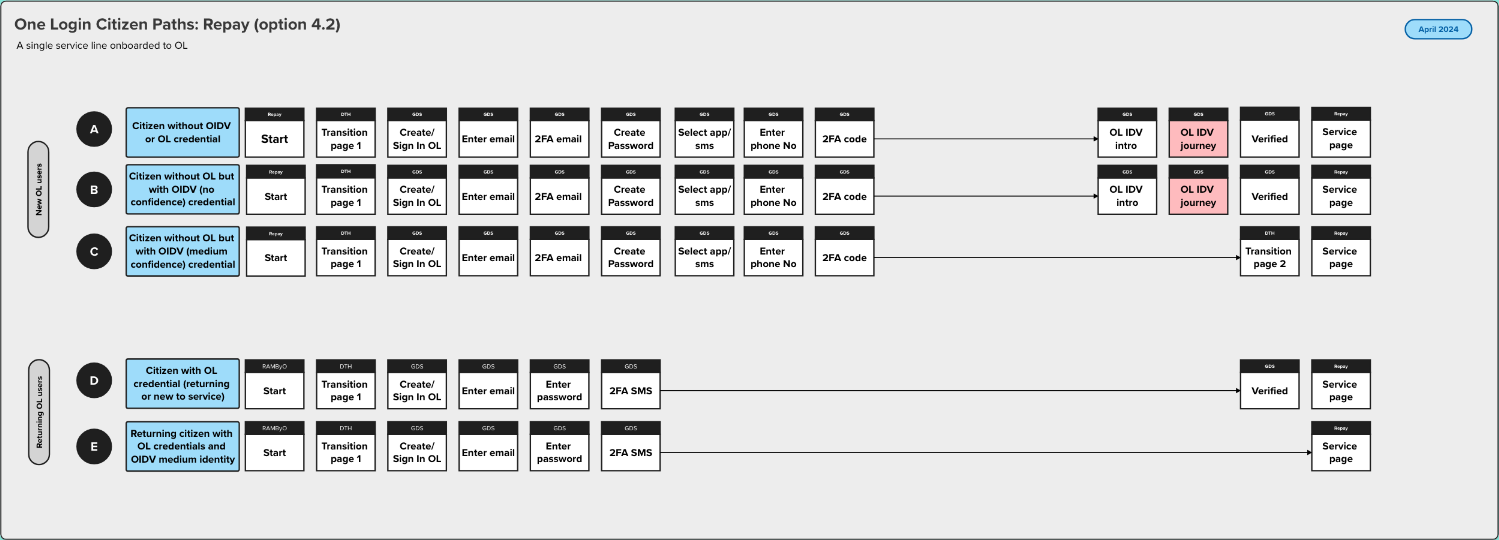 One Login Citizen Paths: Repay (option 4.2)
A single service line onboarded to OL
April 2024
New OL users
A
Citizen without OIDV
or OL credential
Repay
Start
DTH
Transition
page 1
GDS
Create/
Sign In OL
GDS
Enter email
GDS
2FA email
GDS
Create
Password
GDS
Select app/
sms
GDS
Enter
phone No
GDS
2FA code
GDS
OL IDV
intro
GDS
OL IDV
journey
GDS
Verified
Repay
Service
page
B
Citizen without OL but
with OIDV (no
confidence) credential
Repay
Start
DTH
Transition
page 1
GDS
Create/
Sign In OL
GDS
Enter email
GDS
2FA email
GDS
Create
Password
GDS
Select app/
sms
GDS
Enter
phone No
GDS
2FA code
GDS
OL IDV
intro
GDS
OL IDV
journey
GDS
Verified
Repay
Service
page
C
Citizen without OL but
with OIDV (medium
confidence) credential
Repay
Start
DTH
Transition
page 1
GDS
Create/
Sign In OL
GDS
Enter email
GDS
2FA email
GDS
Create
Password
GDS
Select app/
sms
GDS
Enter
phone No
GDS
2FA code
DTH
Transition
page 2
Repay
Service
page
Returning OL users
D
Citizen with OL
credential (returning
or new to service)
RAMByO
Start
DTH
Transition
page 1
GDS
Create/
Sign In OL
GDS
Enter email
GDS
Enter
password
GDS
2FA SMS
GDS
Verified
Repay
Service
page
E
Returning citizen with
OL credentials and
OIDV medium identity
RAMByO
Start
DTH
Transition
page 1
GDS
Create/
Sign In OL
GDS
Enter email
GDS
Enter
password
GDS
2FA SMS
Repay
Service
page